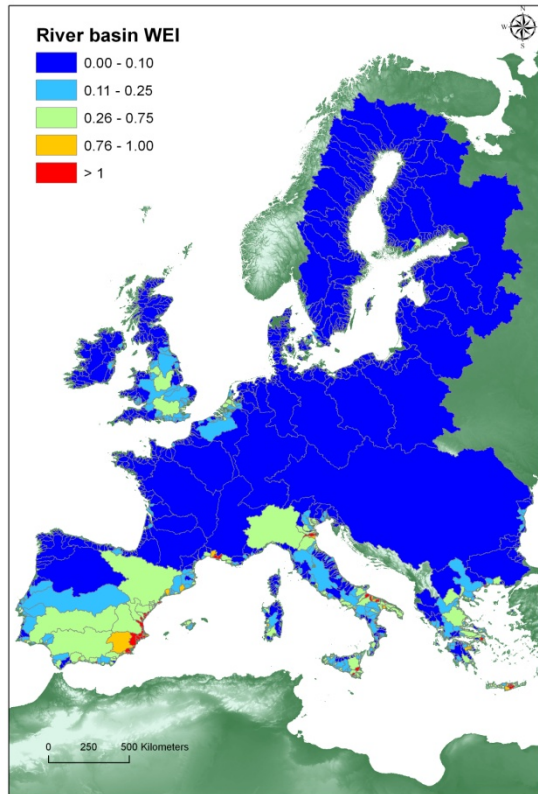 N
W
E
S
River basin WEI
0.00 - 0.10
0.11 - 0.25
0.26 - 0.75
0.76 - 1.00
> 1
0 250 500 Kilometers